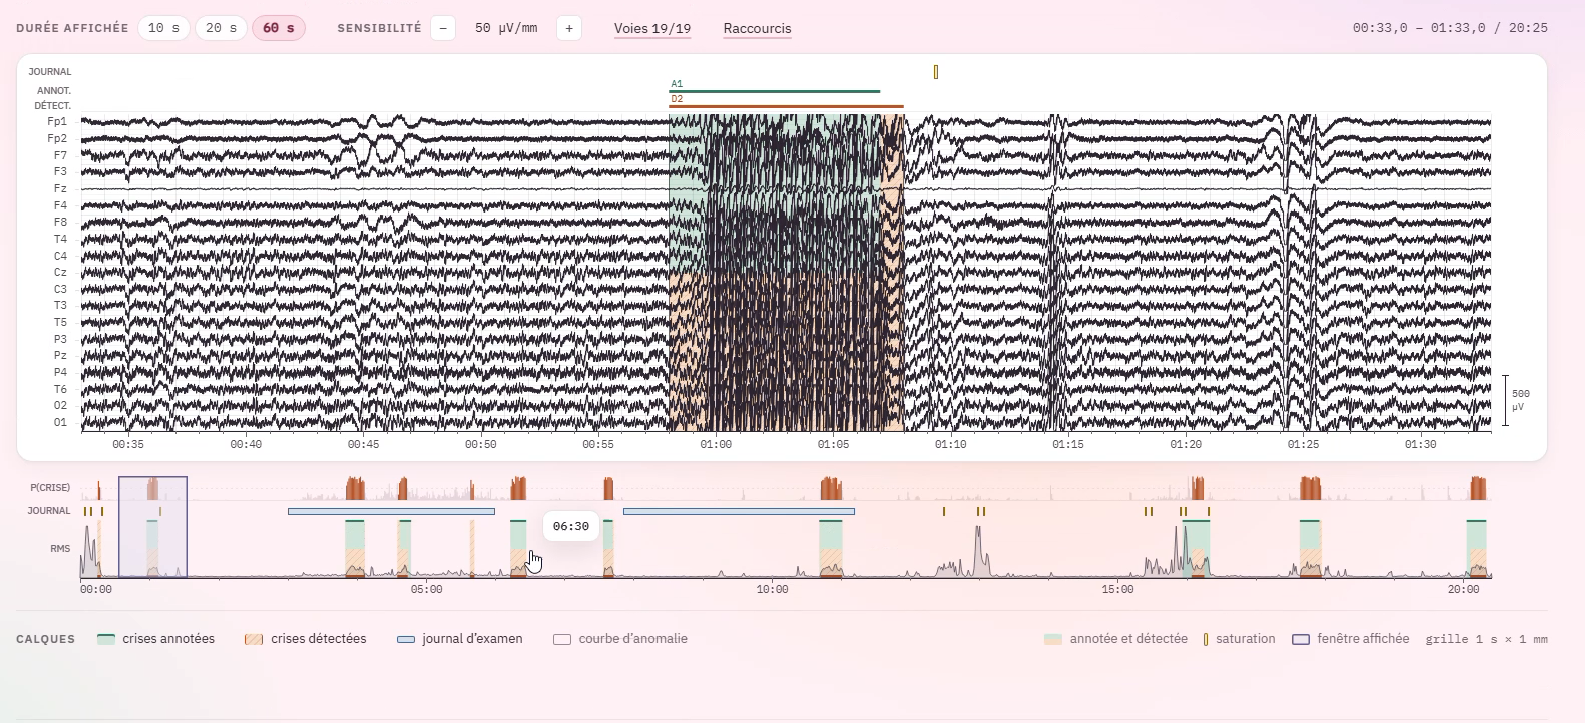 DURÉE AFFICHÉE 10 s 20 s 60 s SENSIBILITÉ − 50 µV/mm + Voies 19/19 Raccourcis 00:33,0 – 01:33,0 / 20:25
JOURNAL
ANNOT. A1
DÉTECT. D2
Fp1
Fp2
F7
F3
Fz
F4
F8
T4
C4
Cz
C3
T3
T5
P3
Pz
P4
T6
O2
O1
500
µV
00:35 00:40 00:45 00:50 00:55 01:00 01:05 01:10 01:15 01:20 01:25 01:30
P(CRISE)
JOURNAL
06:30
RMS
00:00 05:00 10:00 15:00 20:00
CALQUES crises annotées crises détectées journal d’examen courbe d’anomalie annotée et détectée saturation fenêtre affichée grille 1 s × 1 mm